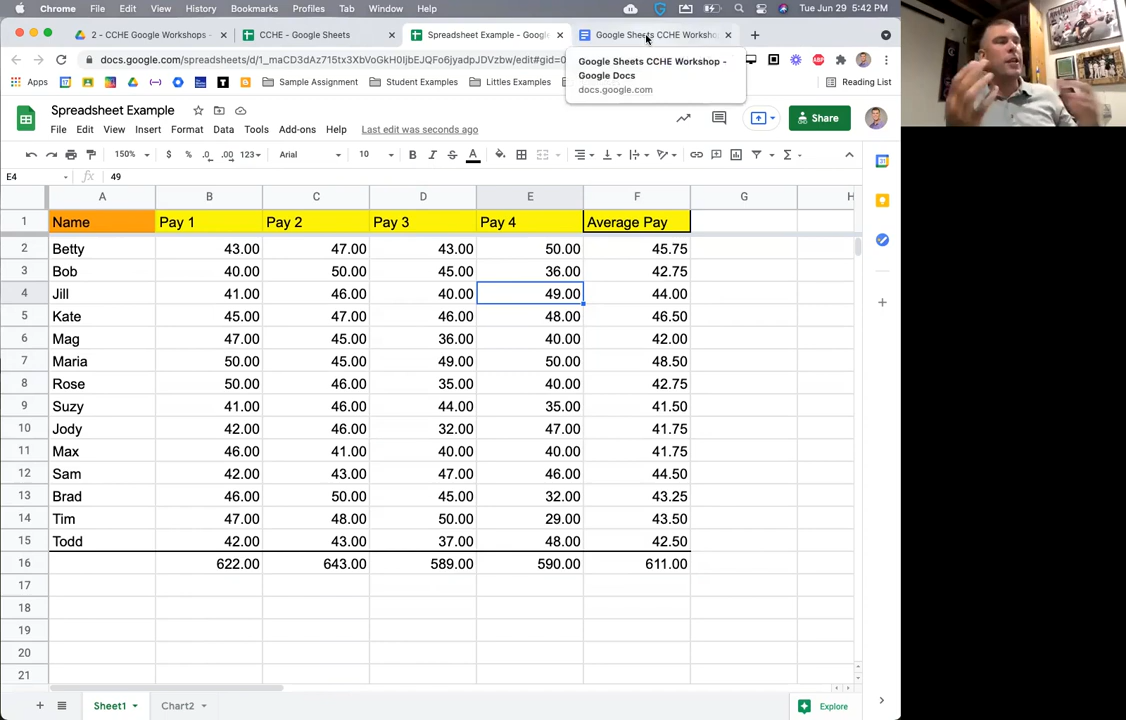 Chrome File Edit View History Bookmarks Profiles Tab Window Help Tue Jun 29 5:42 PM
2 - CCHE Google Workshops - CCHE - Google Sheets Spreadsheet Example - Googl Google Sheets CCHE Worksho
docs.google.com/spreadsheets/d/1_maCDsIAz715tx3XbVoGkH0IjbEJQFo6jyadpJDVzbw/edit#gid=0
Google Sheets CCHE Workshop -
Google Docs
docs.google.com
Apps Sample Assignment Student Folders Littles Examples Reading List
Spreadsheet Example
Share
File Edit View Insert Format Data Tools Add-ons Help Last edit was seconds ago
150% $ % .0 .00 123 Arial 10 B I S A
E4 fx 49
A B C D E F G H
1 Name Pay 1 Pay 2 Pay 3 Pay 4 Average Pay
2 Betty 43.00 47.00 43.00 50.00 45.75
3 Bob 40.00 50.00 45.00 36.00 42.75
4 Jill 41.00 46.00 40.00 49.00 44.00
5 Kate 45.00 47.00 46.00 48.00 46.50
6 Mag 47.00 45.00 36.00 40.00 42.00
7 Maria 50.00 45.00 49.00 50.00 48.50
8 Rose 50.00 46.00 35.00 40.00 42.75
9 Suzy 41.00 46.00 44.00 35.00 41.50
10 Jody 42.00 46.00 32.00 47.00 41.75
11 Max 46.00 41.00 40.00 40.00 41.75
12 Sam 42.00 43.00 47.00 46.00 44.50
13 Brad 46.00 50.00 45.00 32.00 43.25
14 Tim 47.00 48.00 50.00 29.00 43.50
15 Todd 42.00 43.00 37.00 48.00 42.50
16 622.00 643.00 589.00 590.00 611.00
17
18
19
20
21
Sheet1 Chart2 Explore